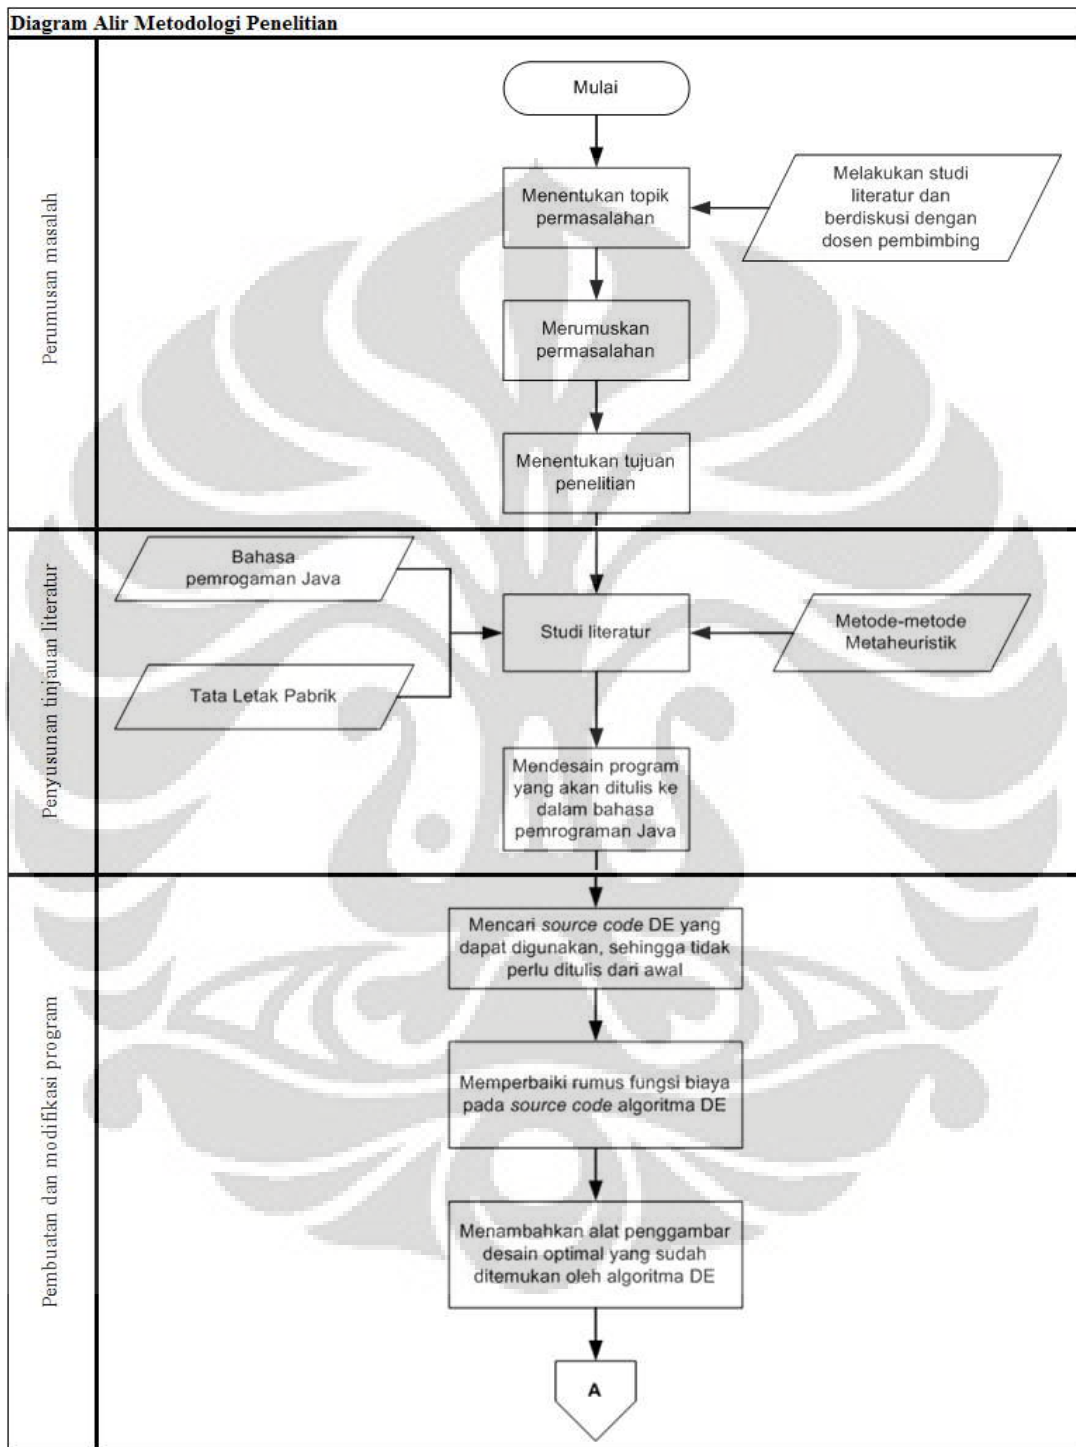 Diagram Alir Metodologi Penelitian
Perumusan masalah
Mulai
Menentukan topik
permasalahan
Melakukan studi
literatur dan
berdiskusi dengan
dosen pembimbing
Merumuskan
permasalahan
Menentukan tujuan
penelitian
Penyusunan tinjauan literatur
Bahasa
pemrogaman Java
Tata Letak Pabrik
Studi literatur
Metode-metode
Metaheuristik
Mendesain program
yang akan ditulis ke
dalam bahasa
pemrograman Java
Pembuatan dan modifikasi program
Mencari source code DE yang
dapat digunakan, sehingga tidak
perlu ditulis dari awal
Memperbaiki rumus fungsi biaya
pada source code algoritma DE
Menambahkan alat penggambar
desain optimal yang sudah
ditemukan oleh algoritma DE
A